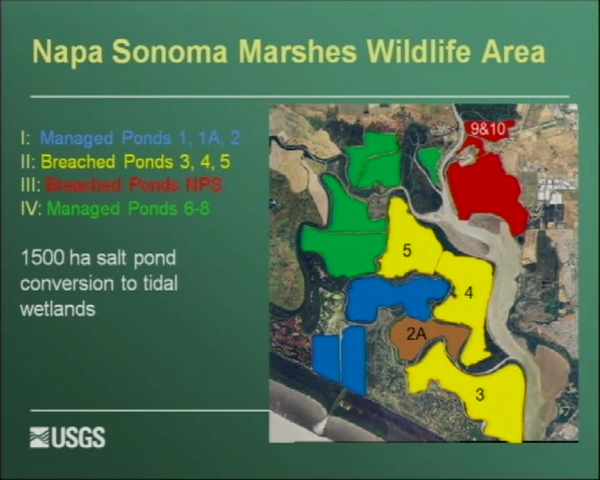 Napa Sonoma Marshes Wildlife Area
I: Managed Ponds 1, 1A, 2
II: Breached Ponds 3, 4, 5
III: Breached Ponds NPS
IV: Managed Ponds 6-8
1500 ha salt pond
conversion to tidal
wetlands
9&10
5
4
2A
3
USGS